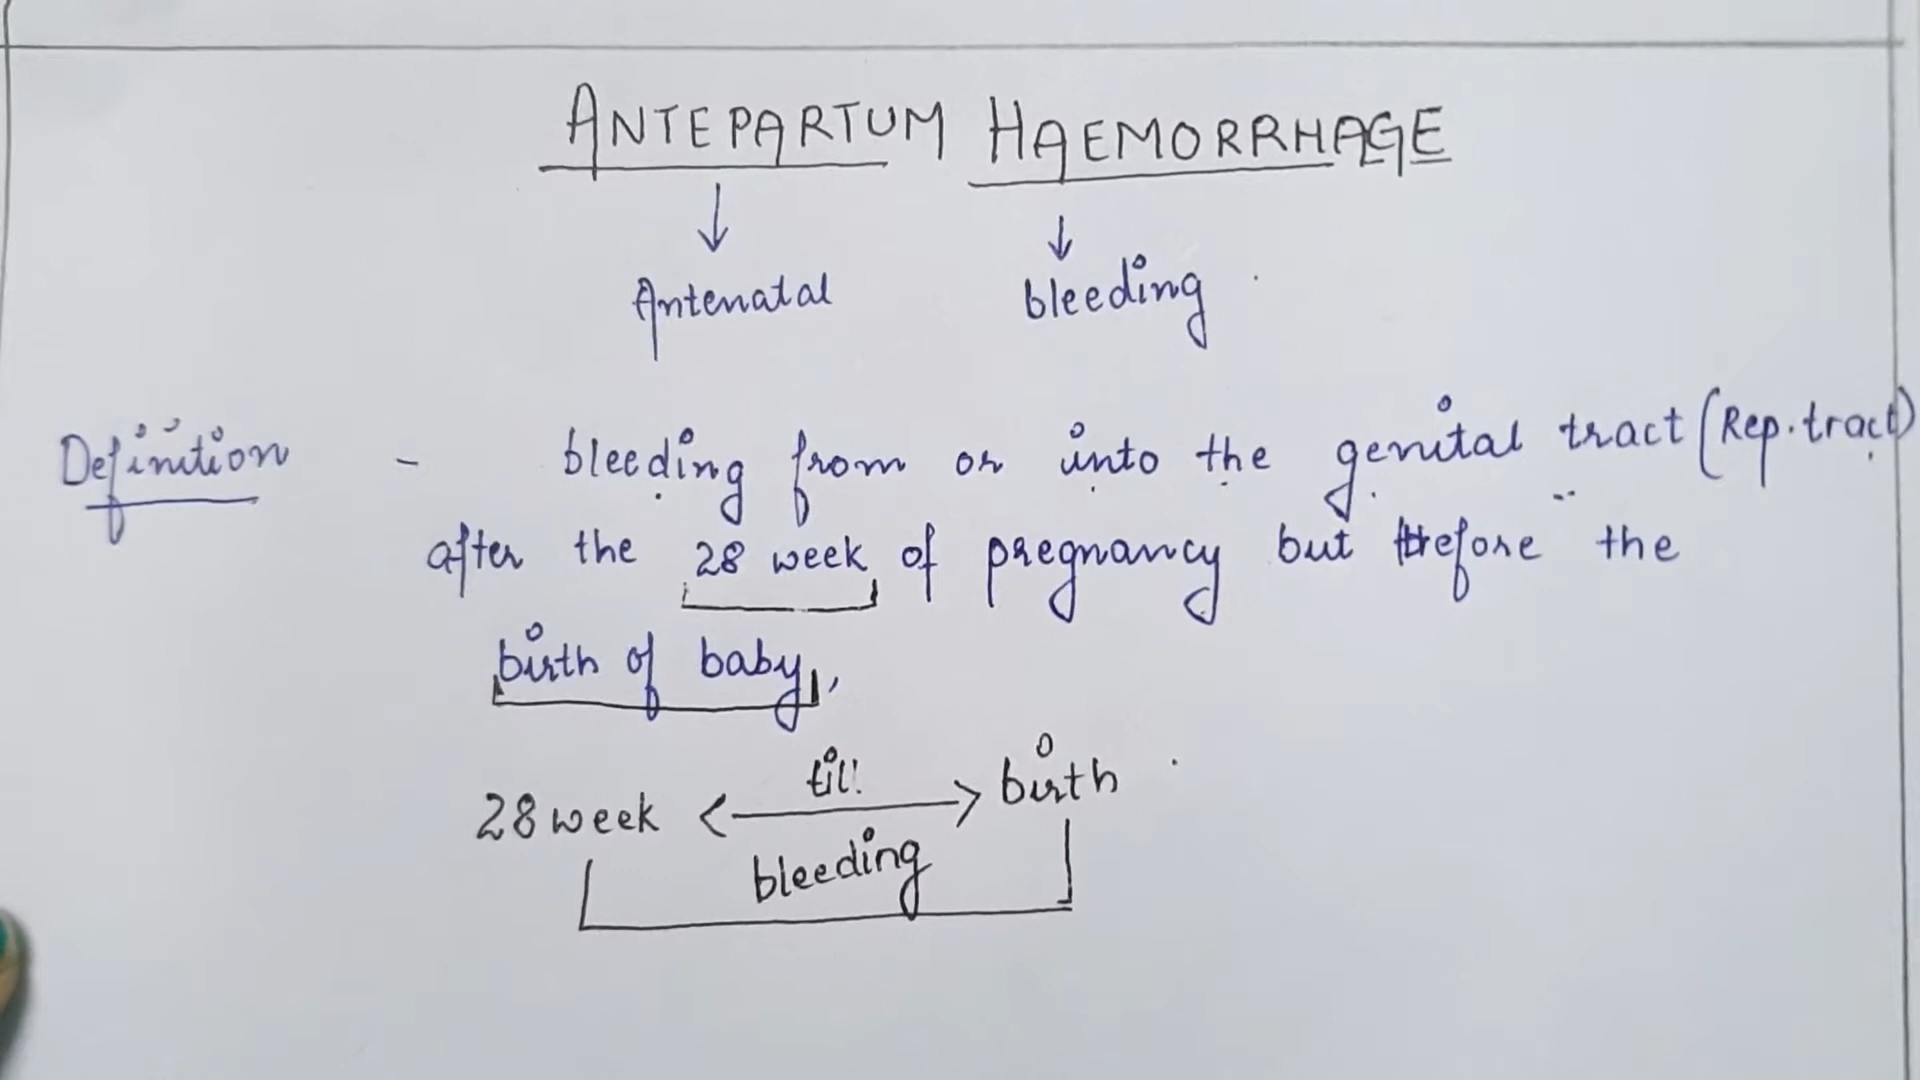 ANTEPARTUM HAEMORRHAGE
Antenatal bleeding
Definition - bleeding from or into the genital tract (Rep. tract)
after the 28 week of pregnancy but before the
birth of baby,
28 week till birth
bleeding